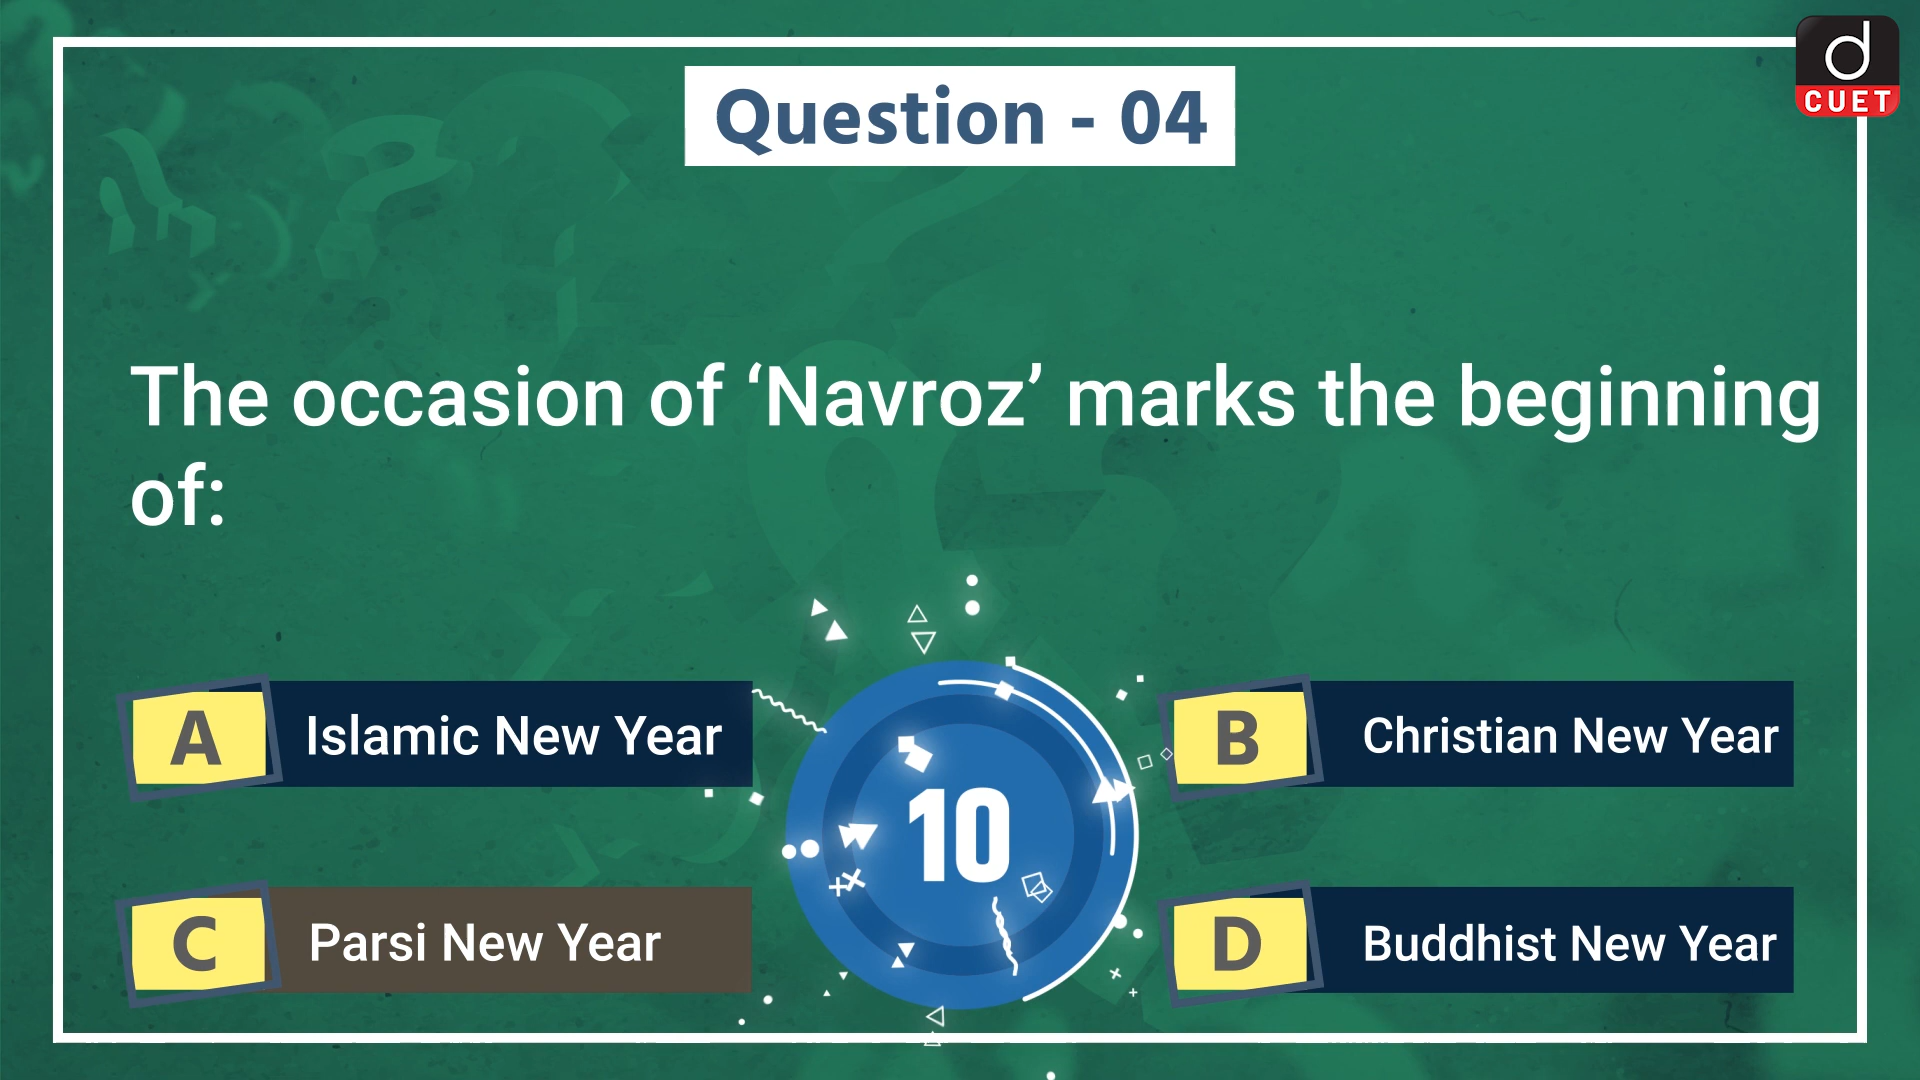 d
CUET
Question - 04
The occasion of ‘Navroz’ marks the beginning
of:
A Islamic New Year
B Christian New Year
10
C Parsi New Year
D Buddhist New Year